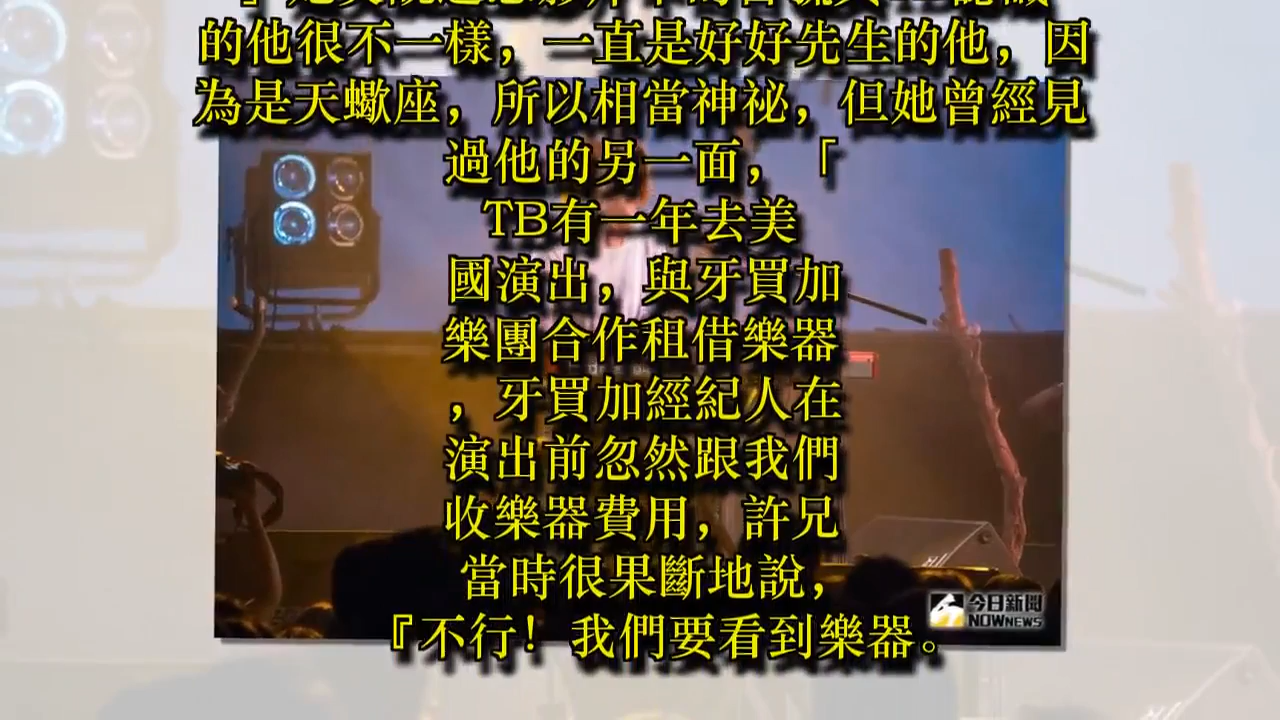 的他很不一樣，一直是好好先生的他，因
為是天蠍座，所以相當神祕，但她曾經見
過他的另一面，「
TB有一年去美
國演出，與牙買加
樂團合作租借樂器
，牙買加經紀人在
演出前忽然跟我們
收樂器費用，許兄
當時很果斷地說，
『不行！我們要看到樂器。
今日新聞
NOWNEWS